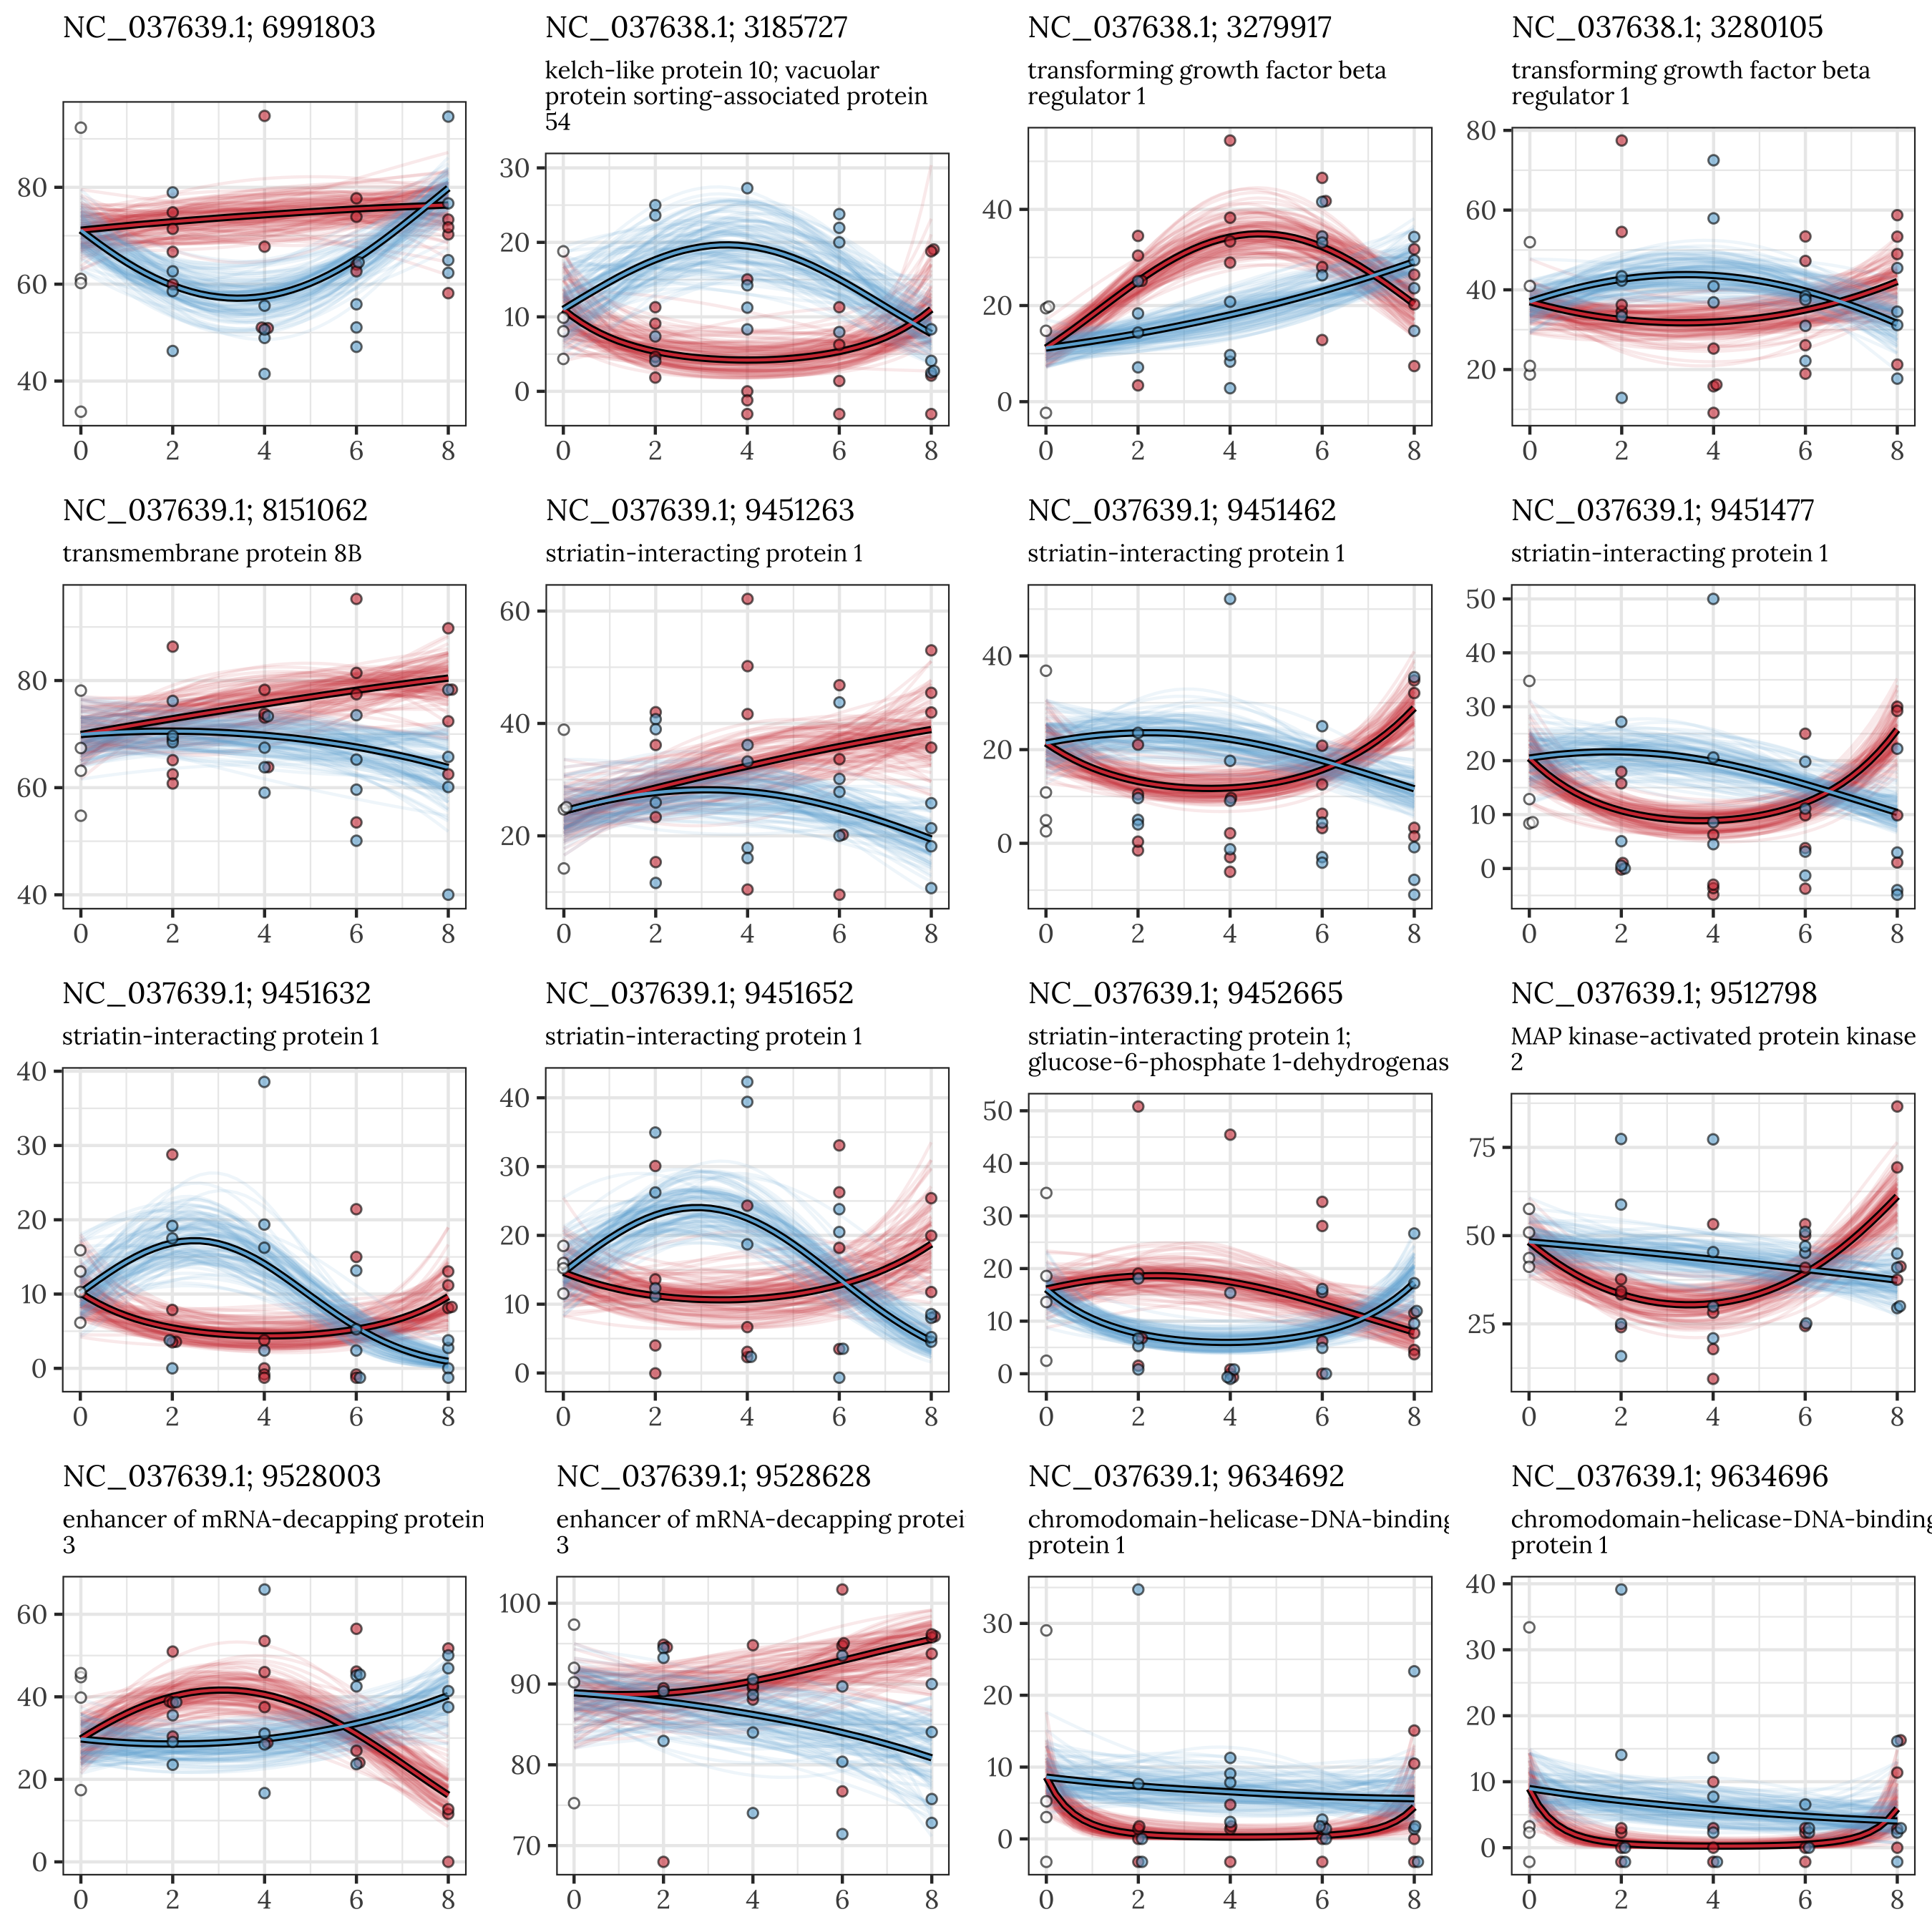 NC_037639.1; 6991803
80
60
40
0 2 4 6 8
NC_037638.1; 3185727
kelch-like protein 10; vacuolar
protein sorting-associated protein
54
30
20
10
0
0 2 4 6 8
NC_037638.1; 3279917
transforming growth factor beta
regulator 1
40
20
0
0 2 4 6 8
NC_037638.1; 3280105
transforming growth factor beta
regulator 1
80
60
40
20
0 2 4 6 8
NC_037639.1; 8151062
transmembrane protein 8B
80
60
40
0 2 4 6 8
NC_037639.1; 9451263
striatin-interacting protein 1
60
40
20
0 2 4 6 8
NC_037639.1; 9451462
striatin-interacting protein 1
40
20
0
0 2 4 6 8
NC_037639.1; 9451477
striatin-interacting protein 1
50
40
30
20
10
0
0 2 4 6 8
NC_037639.1; 9451632
striatin-interacting protein 1
40
30
20
10
0
0 2 4 6 8
NC_037639.1; 9451652
striatin-interacting protein 1
40
30
20
10
0
0 2 4 6 8
NC_037639.1; 9452665
striatin-interacting protein 1;
glucose-6-phosphate 1-dehydrogenas
50
40
30
20
10
0
0 2 4 6 8
NC_037639.1; 9512798
MAP kinase-activated protein kinase
2
75
50
25
0 2 4 6 8
NC_037639.1; 9528003
enhancer of mRNA-decapping protein
3
60
40
20
0
0 2 4 6 8
NC_037639.1; 9528628
enhancer of mRNA-decapping protei
3
100
90
80
70
0 2 4 6 8
NC_037639.1; 9634692
chromodomain-helicase-DNA-binding
protein 1
30
20
10
0
0 2 4 6 8
NC_037639.1; 9634696
chromodomain-helicase-DNA-binding
protein 1
40
30
20
10
0
0 2 4 6 8